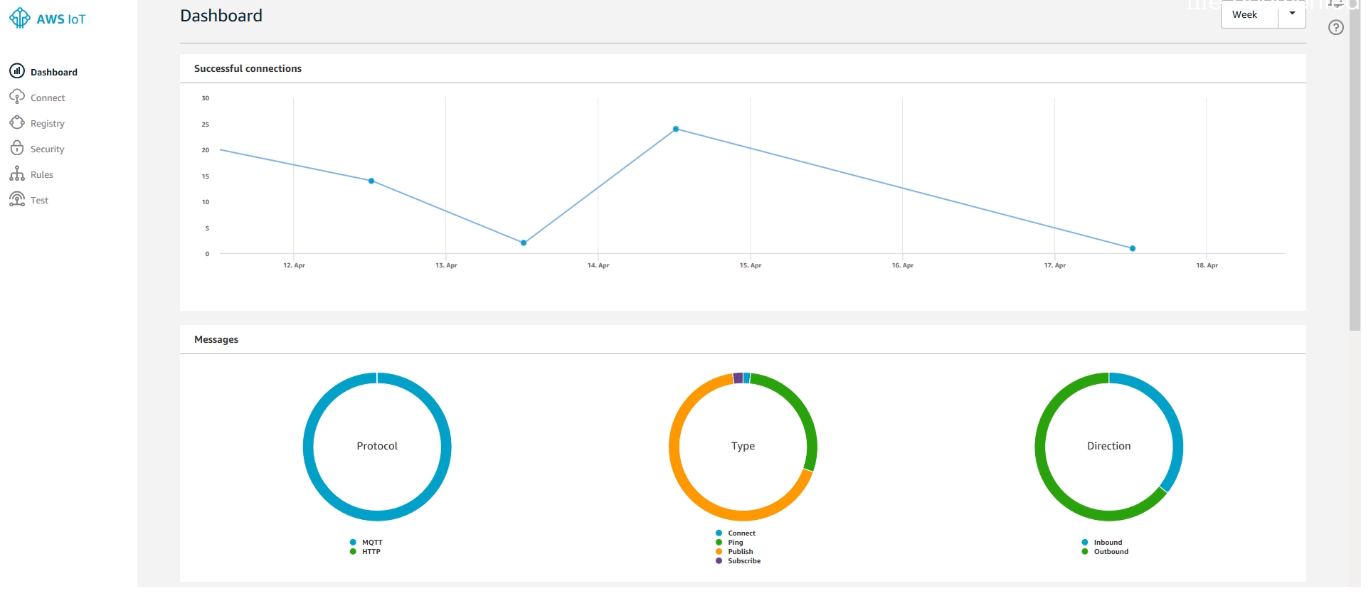 AWS IoT
Dashboard
Week
Dashboard
Connect
Registry
Security
Rules
Test
Successful connections
30
25
20
15
10
5
0
12. Apr
13. Apr
14. Apr
15. Apr
16. Apr
17. Apr
18. Apr
Messages
Protocol
MQTT
HTTP
Type
Connect
Ping
Publish
Subscribe
Direction
Inbound
Outbound